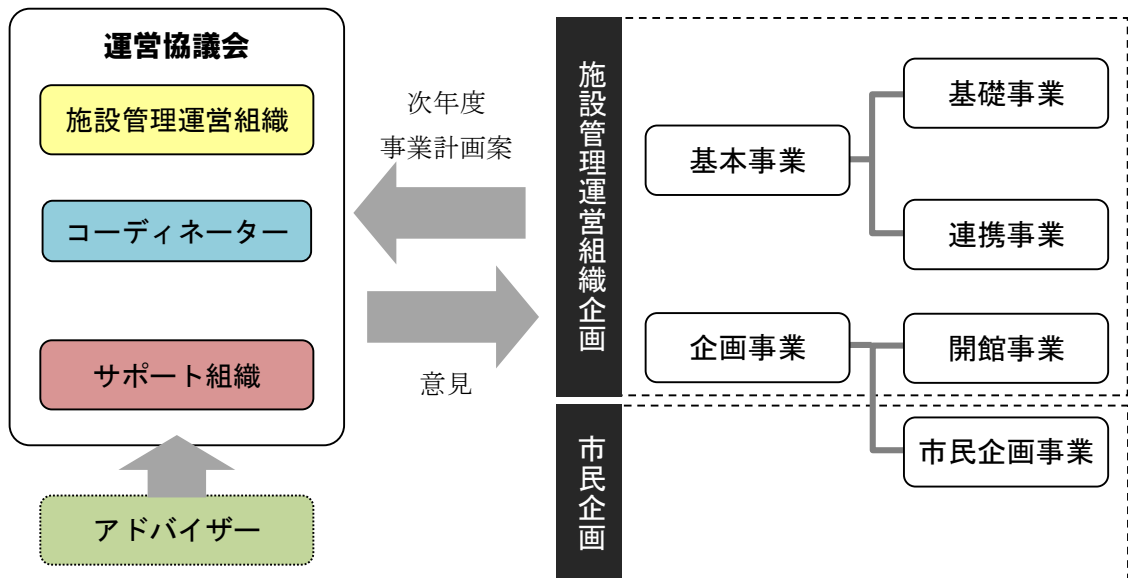 運営協議会
施設管理運営組織
コーディネーター
サポート組織
アドバイザー
次年度
事業計画案
意見
施設管理運営組織企画
基本事業
基礎事業
連携事業
企画事業
開館事業
市民企画
市民企画事業